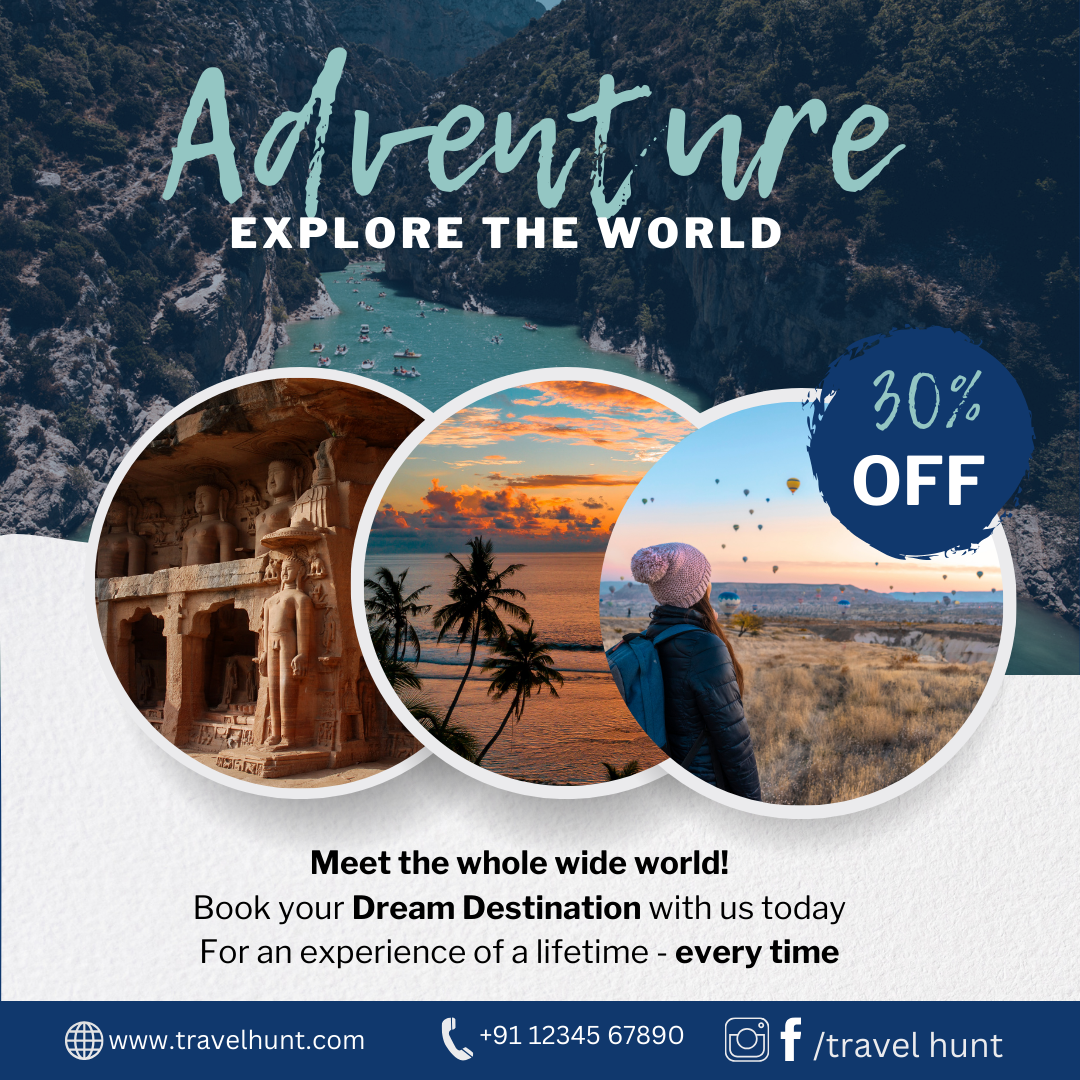 Adventure
EXPLORE THE WORLD
30%
OFF
Meet the whole wide world!
Book your Dream Destination with us today
For an experience of a lifetime - every time
www.travelhunt.com
+91 12345 67890
/travel hunt